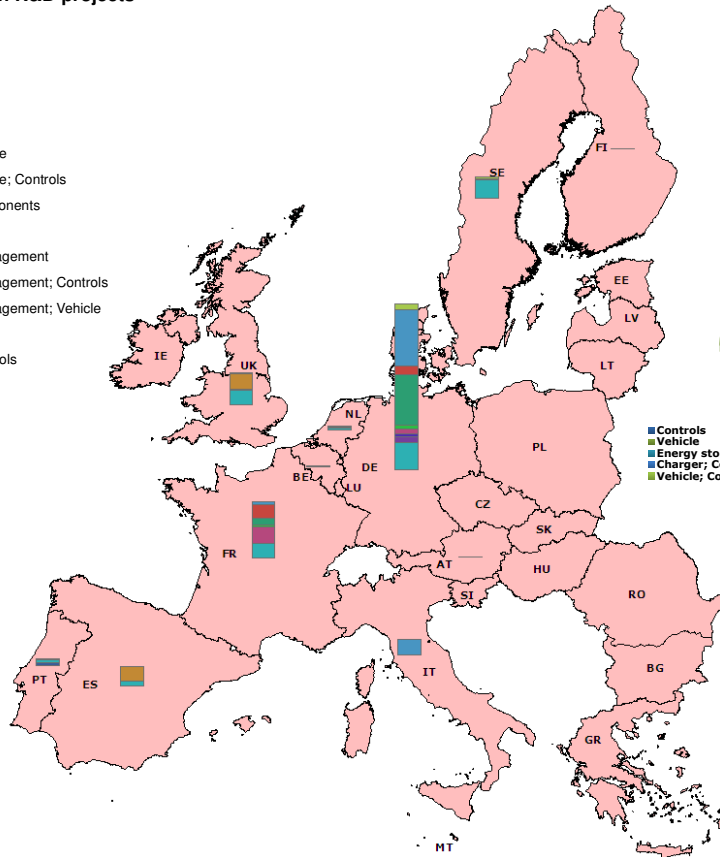 R&D projects
e
e; Controls
onents
agement
agement; Controls
agement; Vehicle
ols
FI
SE
EE
LV
LT
IE
UK
NL
BE
DE
LU
PL
Controls
Vehicle
Energy sto
Charger; C
Vehicle; Co
CZ
SK
FR
AT
HU
SI
RO
PT
ES
IT
BG
GR
MT